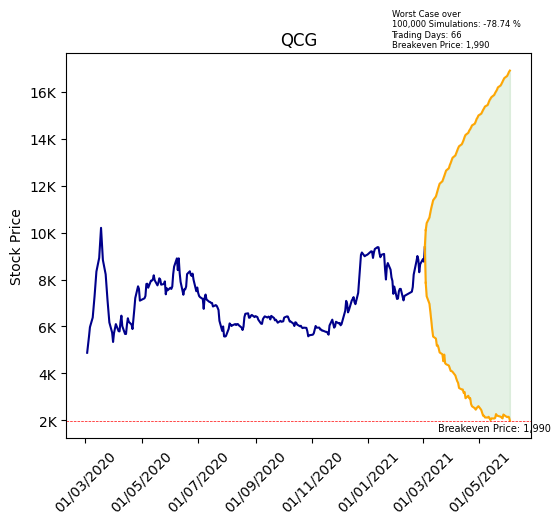 Worst Case over
100,000 Simulations: -78.74 %
Trading Days: 66
Breakeven Price: 1,990
QCG
Stock Price
16K
14K
12K
10K
8K
6K
4K
2K
Breakeven Price: 1,990
01/03/2020
01/05/2020
01/07/2020
01/09/2020
01/11/2020
01/01/2021
01/03/2021
01/05/2021